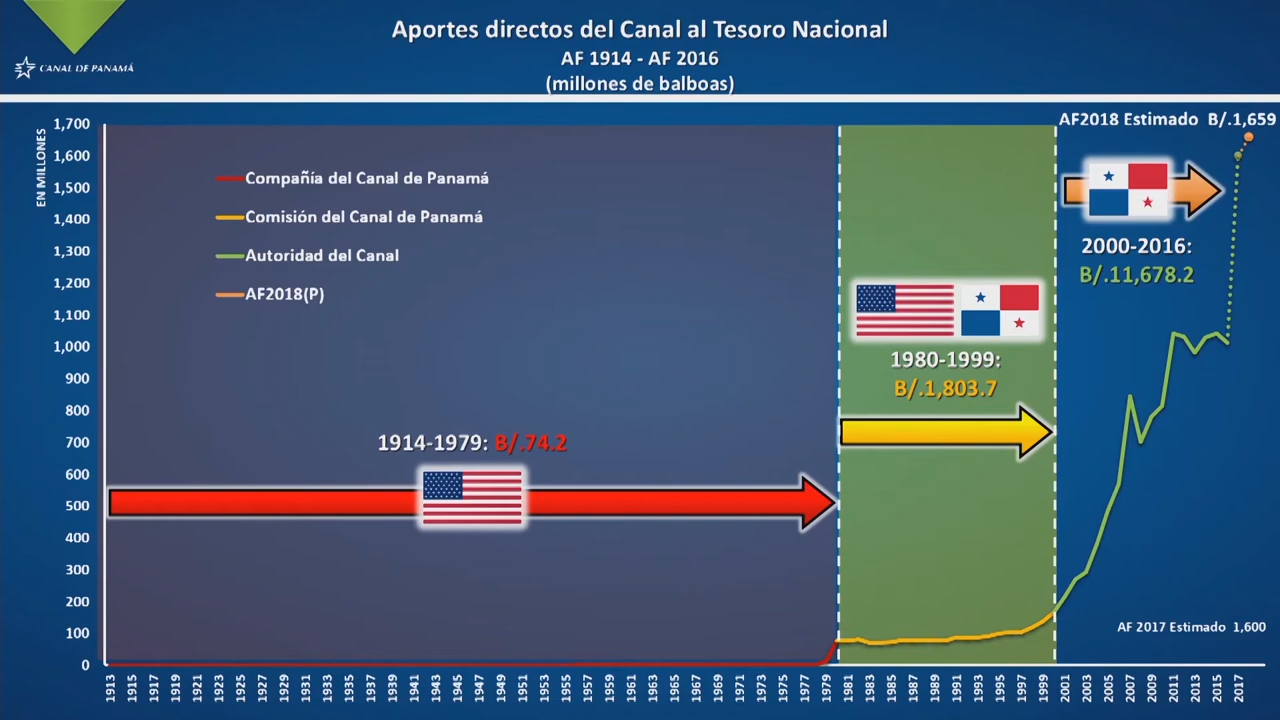 Aportes directos del Canal al Tesoro Nacional
AF 1914 - AF 2016
(millones de balboas)
CANAL DE PANAMÁ
EN MILLONES
1,700
1,600
1,500
1,400
1,300
1,200
1,100
1,000
900
800
700
600
500
400
300
200
100
0
Compañía del Canal de Panamá
Comisión del Canal de Panamá
Autoridad del Canal
AF2018(P)
1914-1979: B/.74.2
1980-1999:
B/.1,803.7
AF2018 Estimado B/.1,659
2000-2016:
B/.11,678.2
AF 2017 Estimado 1,600
1913 1915 1917 1919 1921 1923 1925 1927 1929 1931 1933 1935 1937 1939 1941 1943 1945 1947 1949 1951 1953 1955 1957 1959 1961 1963 1965 1967 1969 1971 1973 1975 1977 1979 1981 1983 1985 1987 1989 1991 1993 1995 1997 1999 2001 2003 2005 2007 2009 2011 2013 2015 2017